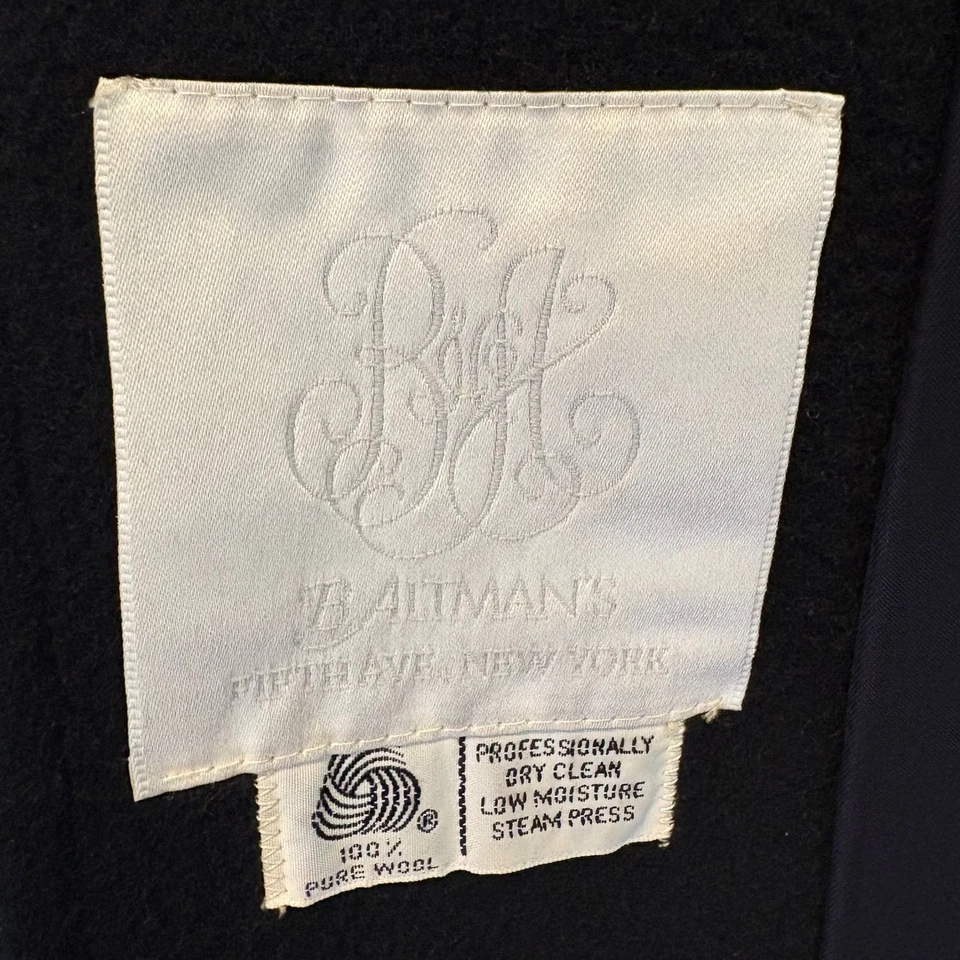 B ALTMAN'S
FIFTH AVE., NEW YORK
100%
PURE WOOL
PROFESSIONALLY
DRY CLEAN
LOW MOISTURE
STEAM PRESS
®